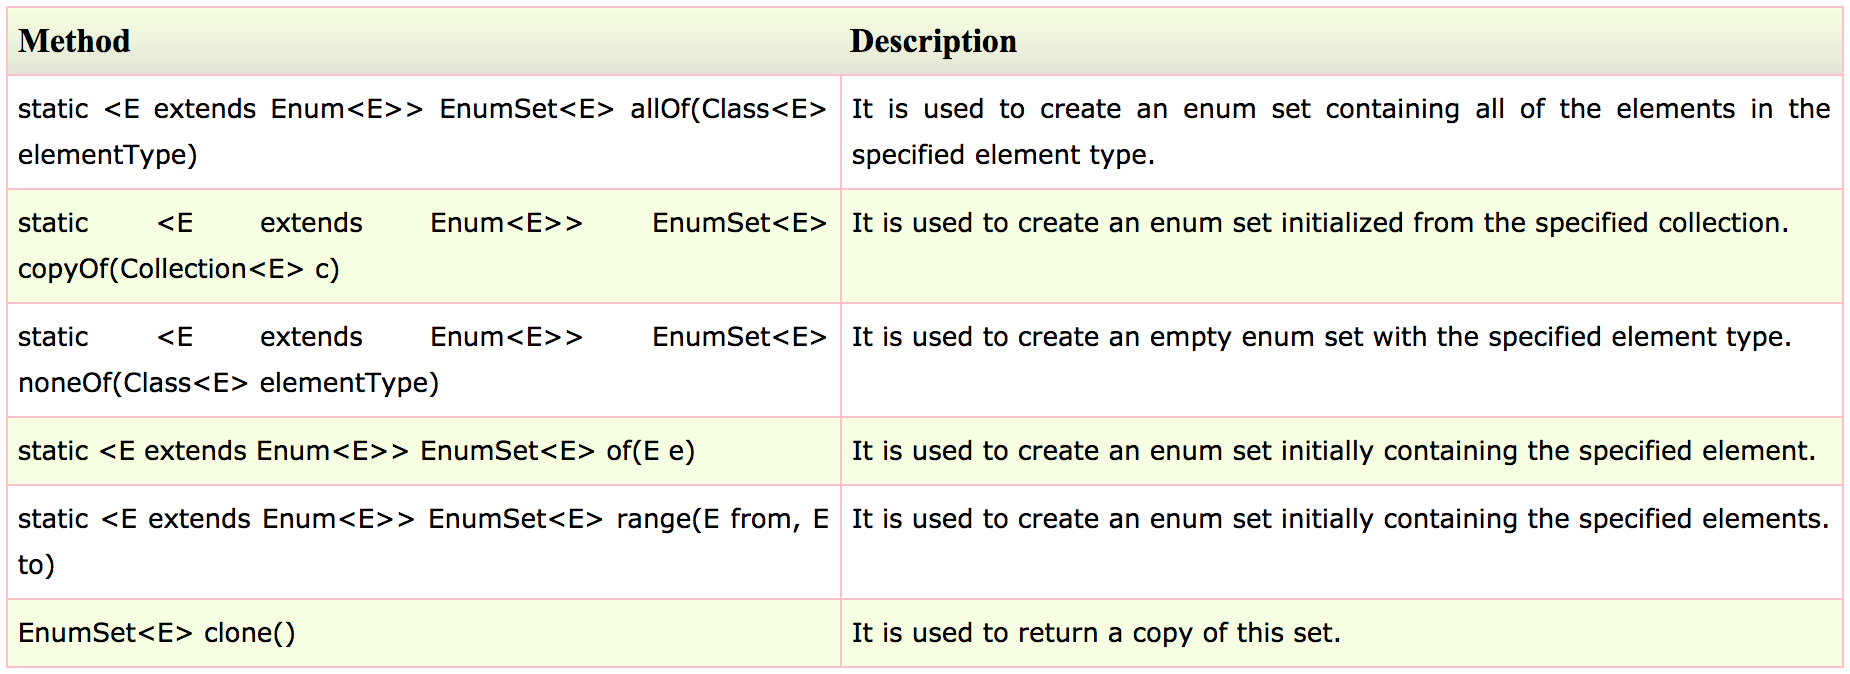 Method Description
static <E extends Enum<E>> EnumSet<E> allOf(Class<E>
elementType)
It is used to create an enum set containing all of the elements in the
specified element type.
static <E extends Enum<E>> EnumSet<E>
copyOf(Collection<E> c)
It is used to create an enum set initialized from the specified collection.
static <E extends Enum<E>> EnumSet<E>
noneOf(Class<E> elementType)
It is used to create an empty enum set with the specified element type.
static <E extends Enum<E>> EnumSet<E> of(E e)
It is used to create an enum set initially containing the specified element.
static <E extends Enum<E>> EnumSet<E> range(E from, E
to)
It is used to create an enum set initially containing the specified elements.
EnumSet<E> clone()
It is used to return a copy of this set.